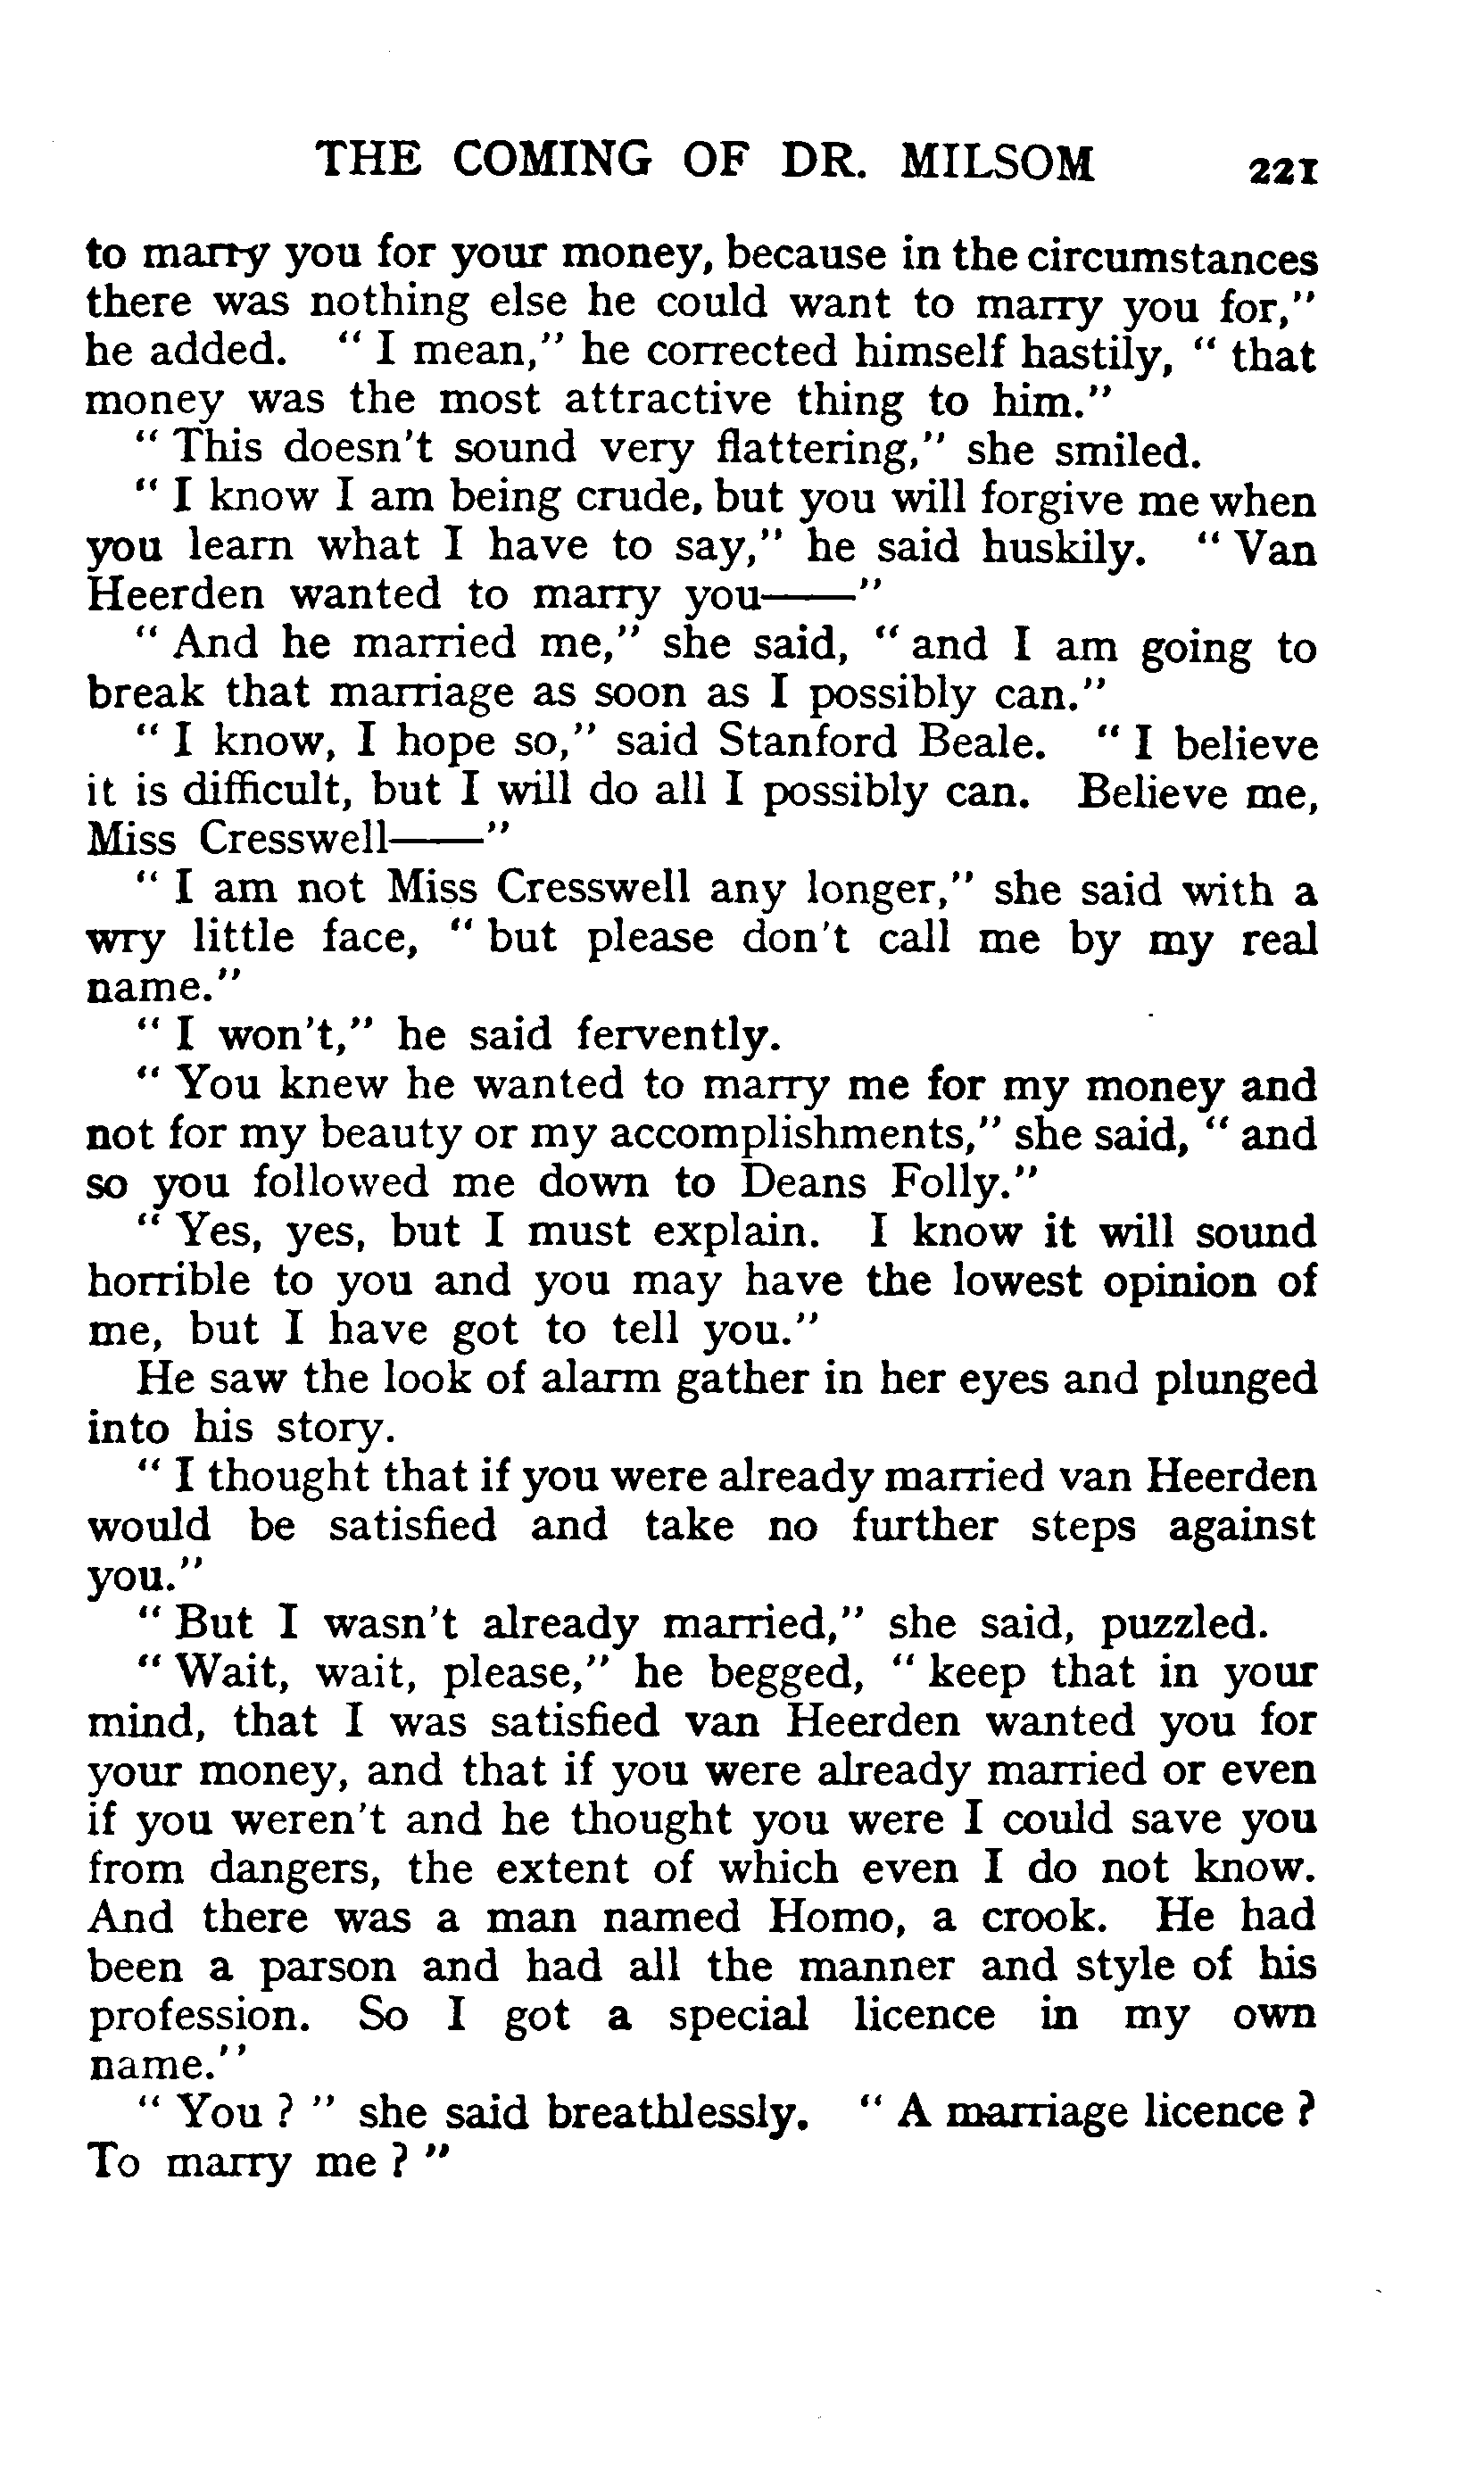 THE COMING OF DR. MILSOM 221
to marry you for your money, because in the circumstances
there was nothing else he could want to marry you for,"
he added. " I mean," he corrected himself hastily, " that
money was the most attractive thing to him."
" This doesn't sound very flattering," she smiled.
" I know I am being crude, but you will forgive me when
you learn what I have to say," he said huskily. " Van
Heerden wanted to marry you——"
" And he married me," she said, " and I am going to
break that marriage as soon as I possibly can."
" I know, I hope so," said Stanford Beale. " I believe
it is difficult, but I will do all I possibly can. Believe me,
Miss Cresswell——"
" I am not Miss Cresswell any longer," she said with a
wry little face, " but please don't call me by my real
name."
" I won't," he said fervently.
" You knew he wanted to marry me for my money and
not for my beauty or my accomplishments," she said, " and
so you followed me down to Deans Folly."
" Yes, yes, but I must explain. I know it will sound
horrible to you and you may have the lowest opinion of
me, but I have got to tell you."
He saw the look of alarm gather in her eyes and plunged
into his story.
" I thought that if you were already married van Heerden
would be satisfied and take no further steps against
you."
" But I wasn't already married," she said, puzzled.
" Wait, wait, please," he begged, " keep that in your
mind, that I was satisfied van Heerden wanted you for
your money, and that if you were already married or even
if you weren't and he thought you were I could save you
from dangers, the extent of which even I do not know.
And there was a man named Homo, a crook. He had
been a parson and had all the manner and style of his
profession. So I got a special licence in my own
name."
" You ? " she said breathlessly. " A marriage licence ?
To marry me ? "